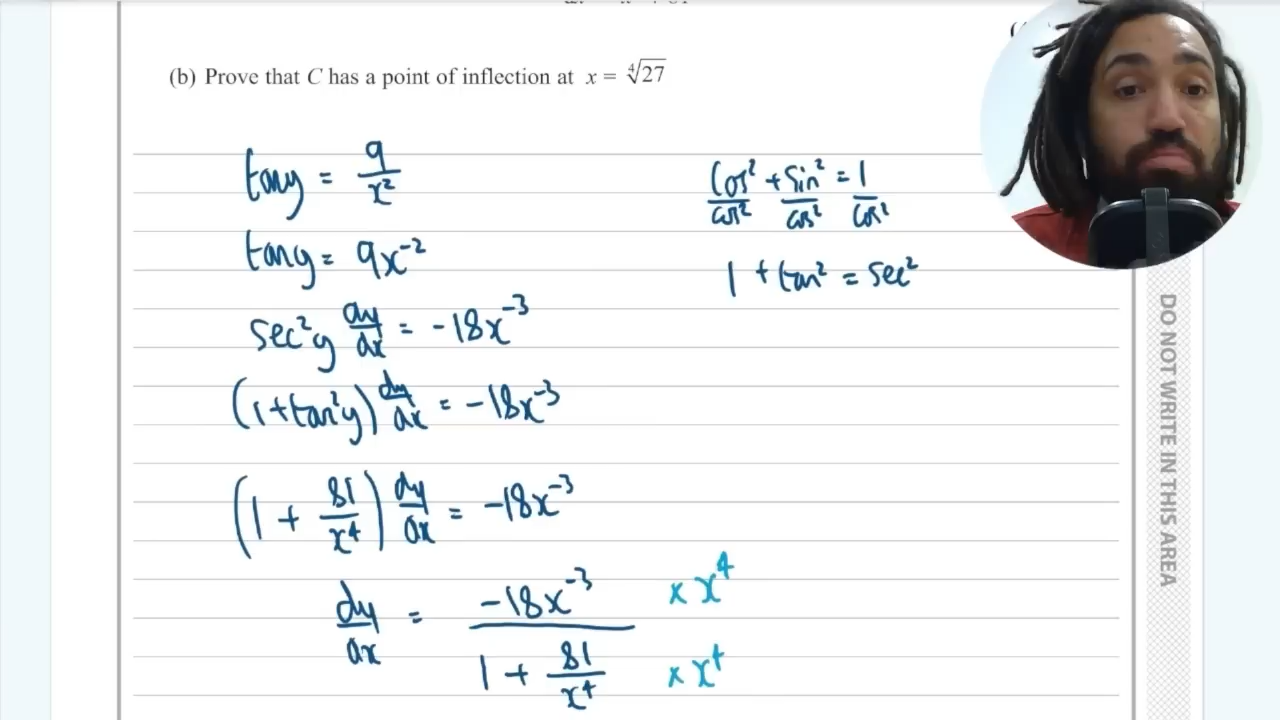 (b) Prove that C has a point of inflection at x = ∜27
tany = 9/x²
tany = 9x⁻²
sec²y dy/dx = -18x⁻³
(1+tan²y) dy/dx = -18x⁻³
(1 + 81/x⁴) dy/dx = -18x⁻³
dy/dx = -18x⁻³ / (1 + 81/x⁴) × x⁴ × x⁴
cos²/cos² + sin²/cos² = 1/cos²
1 + tan² = sec²
DO NOT WRITE IN THIS AREA